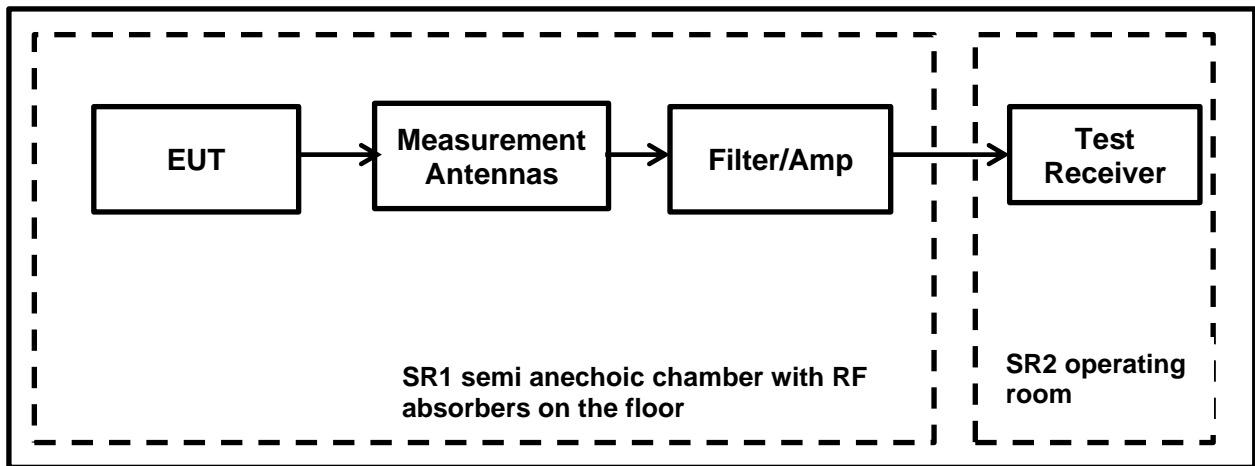 EUT
Measurement
Antennas
Filter/Amp
Test
Receiver
SR1 semi anechoic chamber with RF
absorbers on the floor
SR2 operating
room